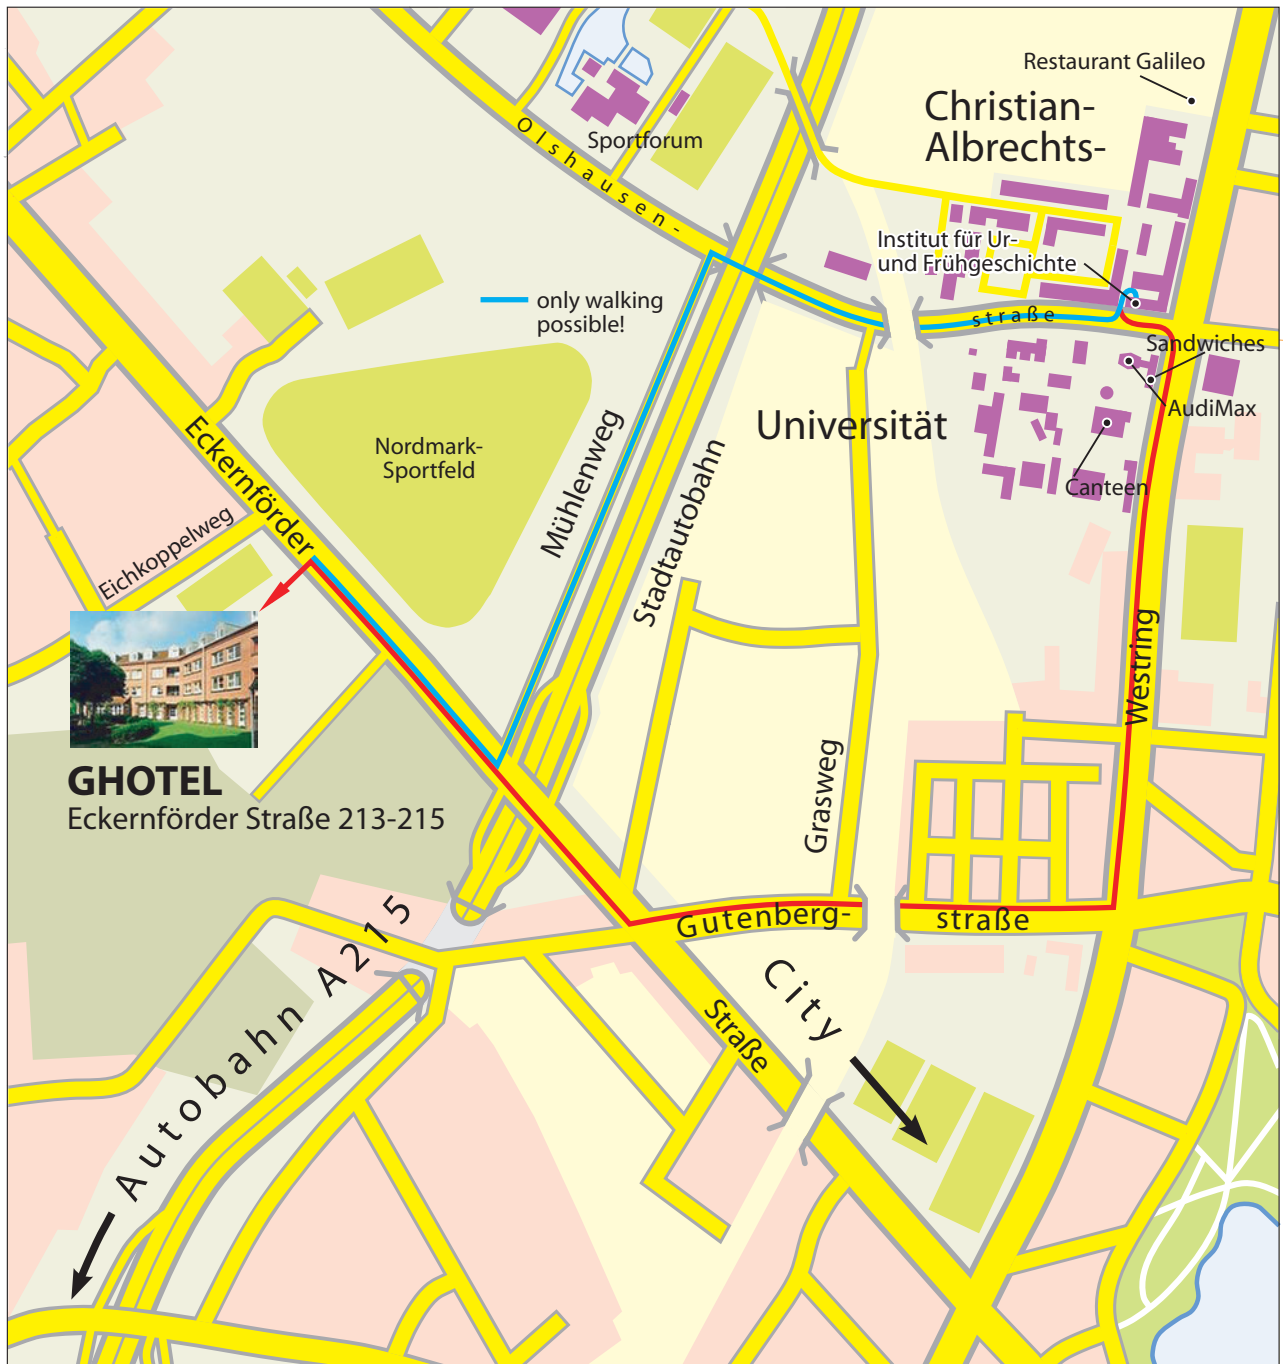 Restaurant Galileo
Christian-
Albrechts-
Sportforum
Olshausen-
Institut für Ur-
und Frühgeschichte
only walking
possible!
straße
Sandwiches
AudiMax
Universität
Canteen
Nordmark-
Sportfeld
Eckernförder
Mühlenweg
Stadtautobahn
Eichkoppelweg
Westring
GHOTEL
Eckernförder Straße 213-215
Grasweg
Gutenberg-
straße
City
Straße
Autobahn A215